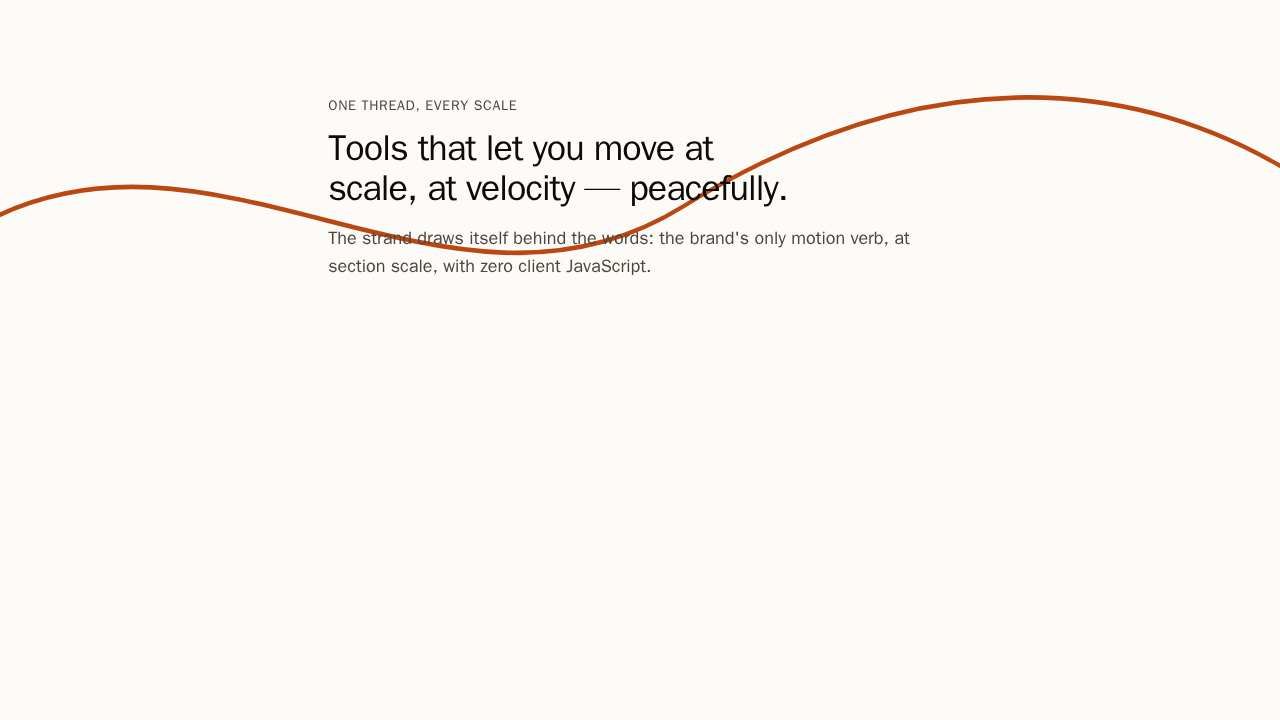 ONE THREAD, EVERY SCALE
Tools that let you move at
scale, at velocity — peacefully.
The strand draws itself behind the words: the brand's only motion verb, at
section scale, with zero client JavaScript.